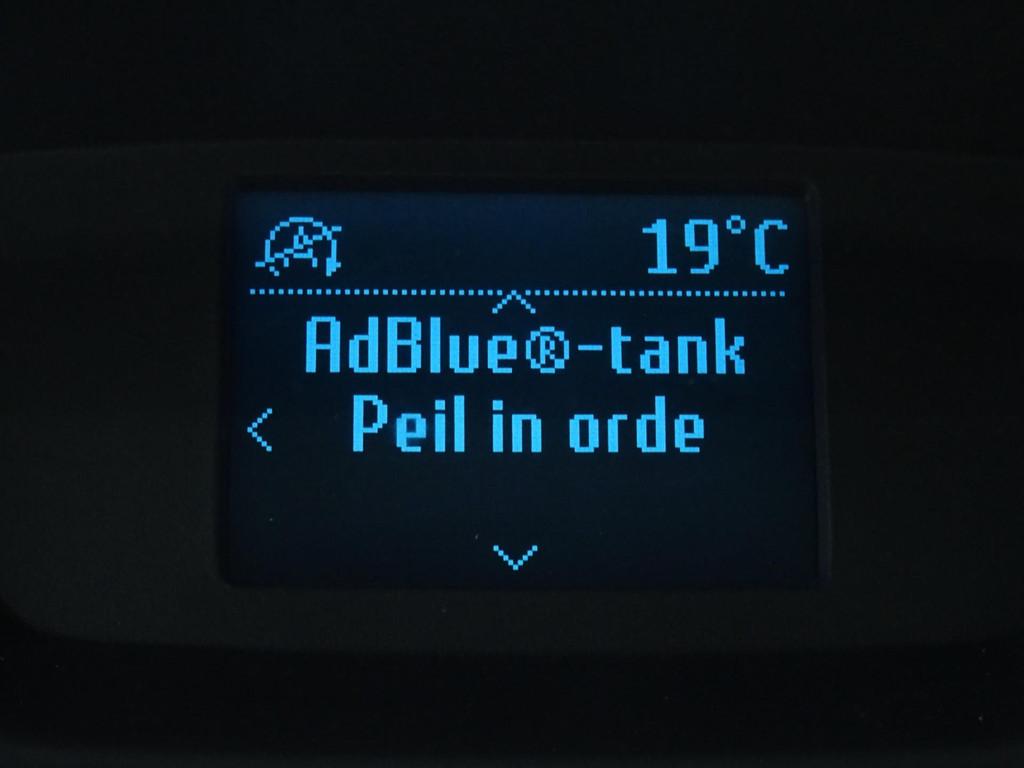 19°C
AdBlue®-tank
Peil in orde